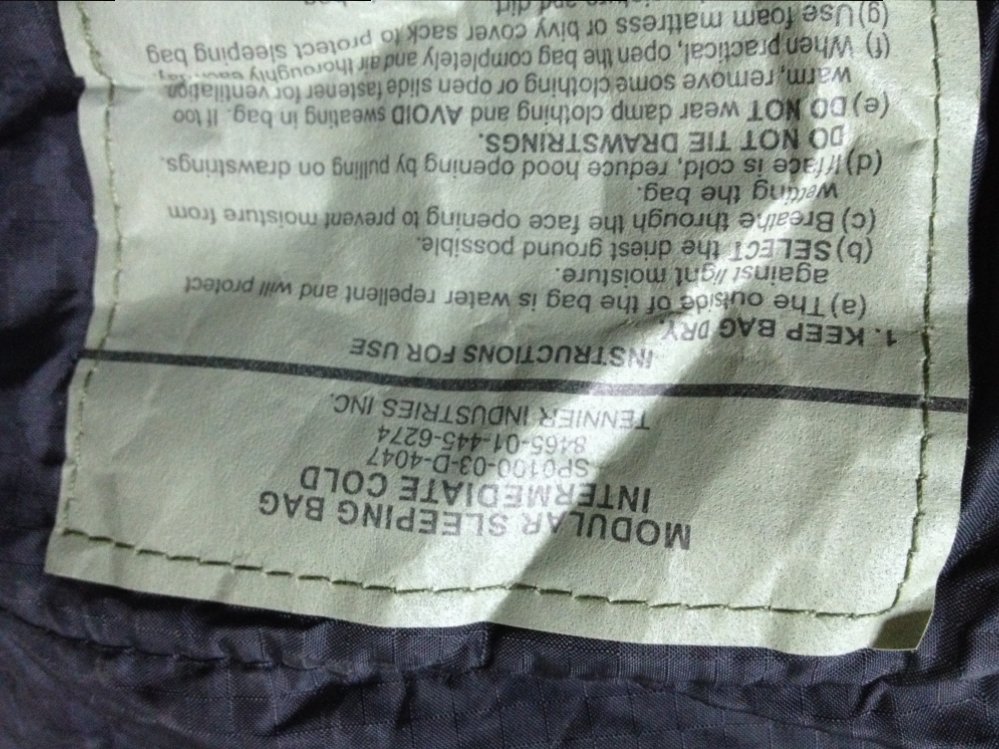 MODULAR SLEEPING BAG
INTERMEDIATE COLD
SP0100-03-D-4047
8465-01-445-6274
TENNIER INDUSTRIES INC.
INSTRUCTIONS FOR USE
1. KEEP BAG DRY.
(a) The outside of the bag is water repellent and will protect
against light moisture.
(b) SELECT the driest ground possible.
(c) Breathe through the face opening to prevent moisture from
wetting the bag.
(d) If face is cold, reduce hood opening by pulling on drawstrings.
DO NOT TIE DRAWSTRINGS.
(e) DO NOT wear damp clothing and AVOID sweating in bag. If too
warm, remove some clothing or open slide fastener for ventilation
(f) When practical, open the bag completely and air thoroughly each
(g) Use foam mattress or bivy cover sack to protect sleeping bag
and dirt.